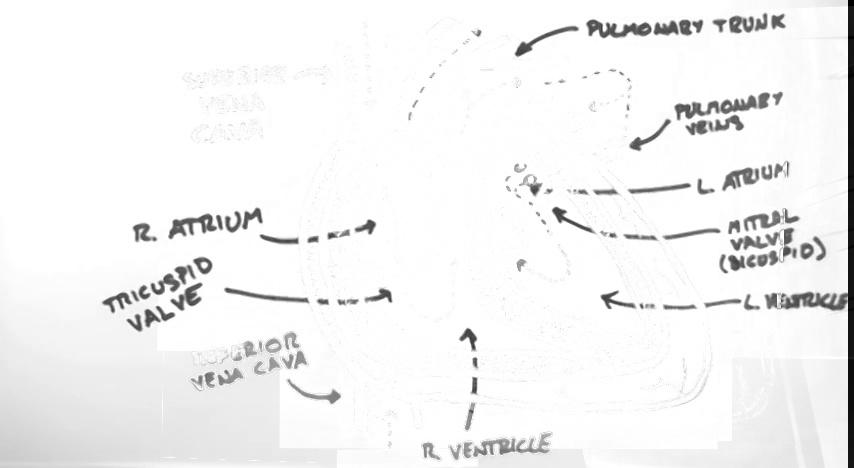 PULMONARY TRUNK
SUPERIOR
VENA
CAVA
PULMONARY
VEINS
L. ATRIUM
R. ATRIUM
MITRAL
VALVE
(BICUSPID)
TRICUSPID
VALVE
L. VENTRICLE
INFERIOR
VENA CAVA
R. VENTRICLE